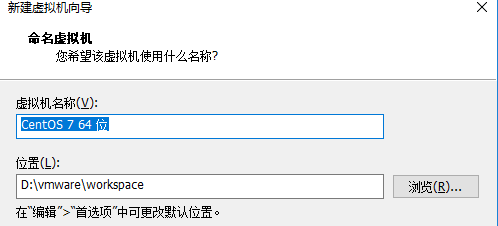 新建虚拟机向导
命名虚拟机
您希望该虚拟机使用什么名称?
虚拟机名称(V):
CentOS 7 64 位
位置(L):
D:\vmware\workspace
浏览(R)...
在“编辑”>“首选项”中可更改默认位置。